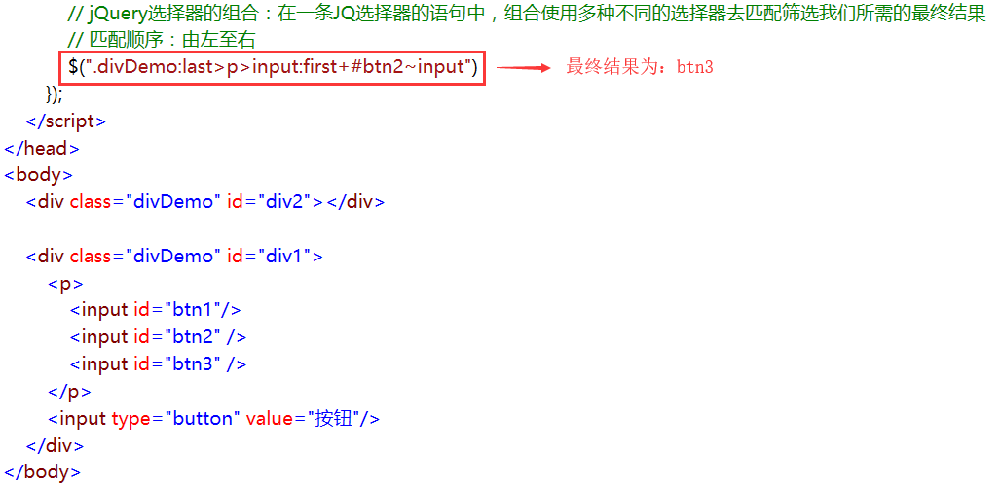 // jQuery选择器的组合：在一条JQ选择器的语句中，组合使用多种不同的选择器去匹配筛选我们所需的最终结果
// 匹配顺序：由左至右
$(".divDemo:last>p>input:first+#btn2~input") 最终结果为：btn3
});
</script>
</head>
<body>
<div class="divDemo" id="div2"></div>
<div class="divDemo" id="div1">
<p>
<input id="btn1"/>
<input id="btn2" />
<input id="btn3" />
</p>
<input type="button" value="按钮"/>
</div>
</body>